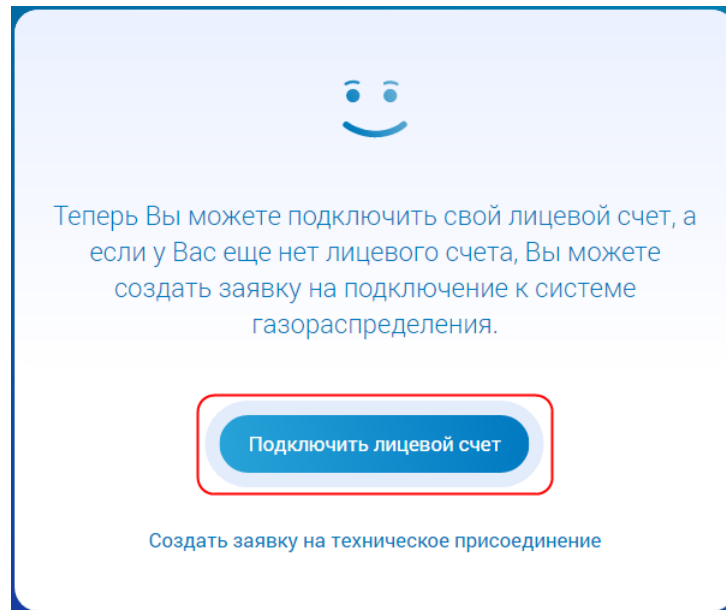 Теперь Вы можете подключить свой лицевой счет, а
если у Вас еще нет лицевого счета, Вы можете
создать заявку на подключение к системе
газораспределения.
Подключить лицевой счет
Создать заявку на техническое присоединение